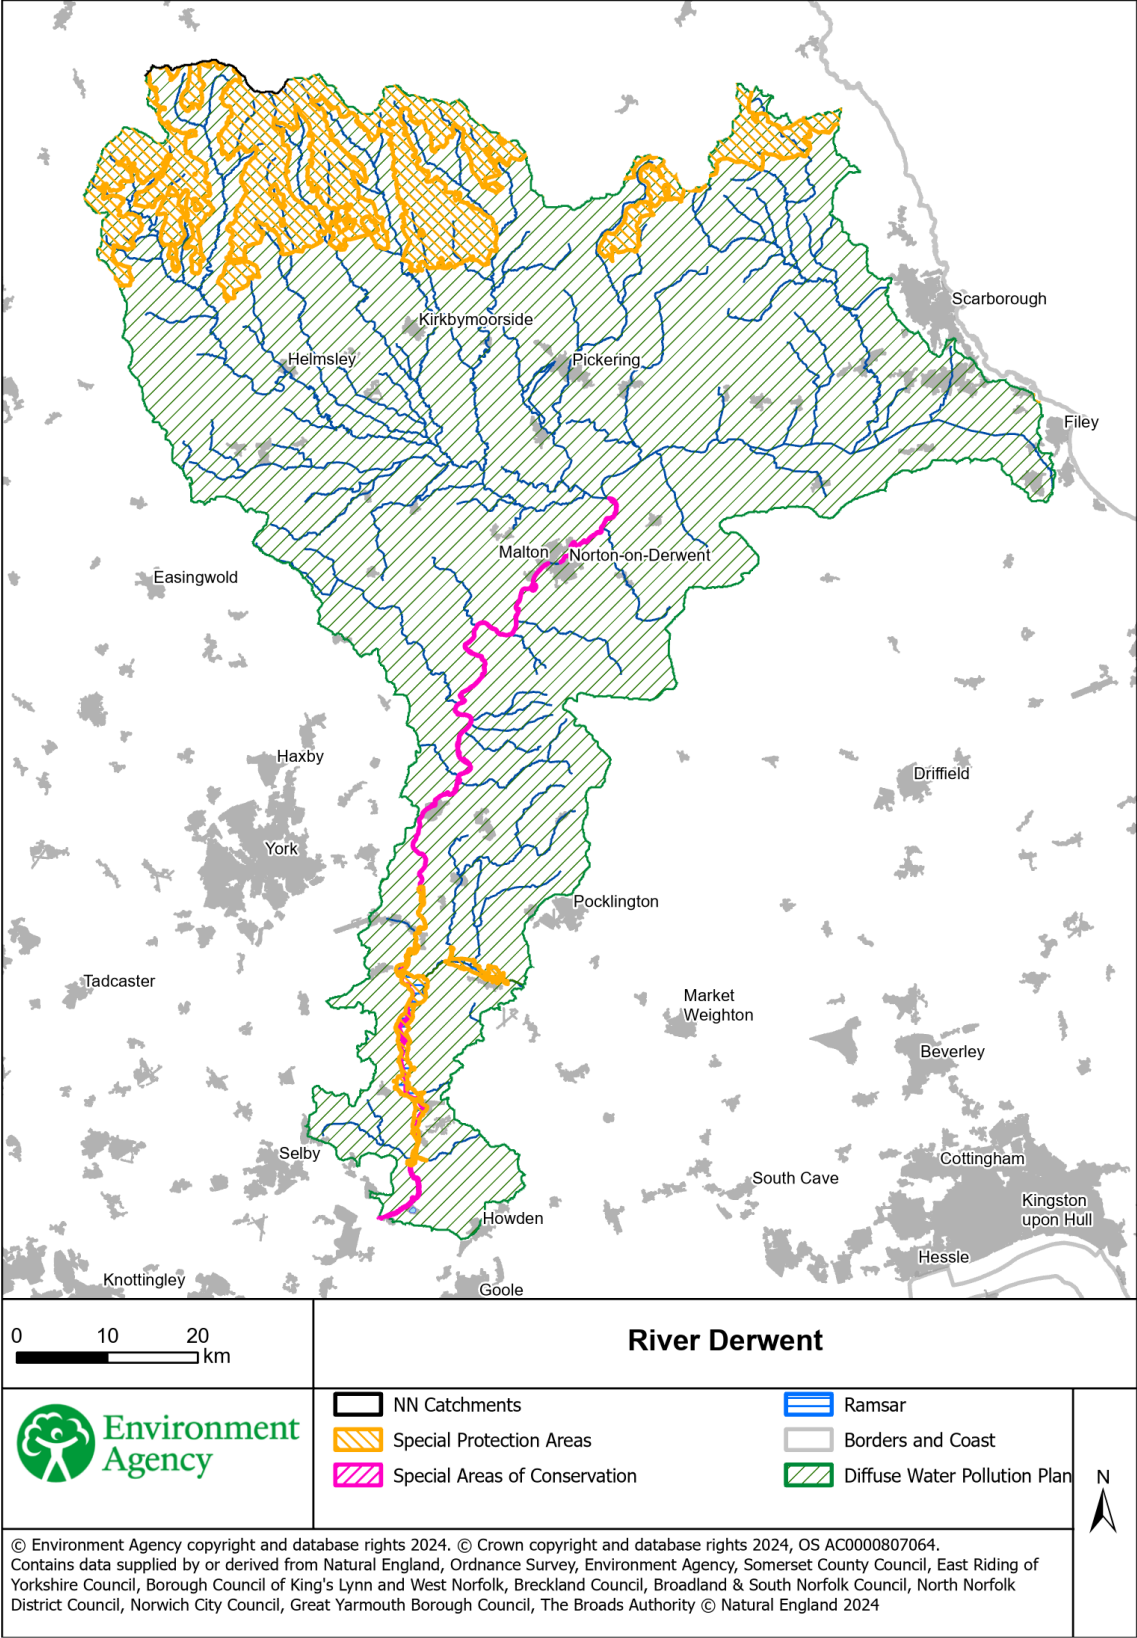 Scarborough
Kirkbymoorside
Helmsley
Pickering
Filey
Malton
Norton-on-Derwent
Easingwold
Haxby
Driffield
York
Pocklington
Tadcaster
Market
Weighton
Beverley
Selby
Cottingham
South Cave
Kingston
upon Hull
Howden
Hessle
Knottingley
Goole
0 10 20
km
River Derwent
Environment
Agency
NN Catchments
Special Protection Areas
Special Areas of Conservation
Ramsar
Borders and Coast
Diffuse Water Pollution Plan
N
© Environment Agency copyright and database rights 2024. © Crown copyright and database rights 2024, OS AC0000807064.
Contains data supplied by or derived from Natural England, Ordnance Survey, Environment Agency, Somerset County Council, East Riding of
Yorkshire Council, Borough Council of King's Lynn and West Norfolk, Breckland Council, Broadland & South Norfolk Council, North Norfolk
District Council, Norwich City Council, Great Yarmouth Borough Council, The Broads Authority © Natural England 2024